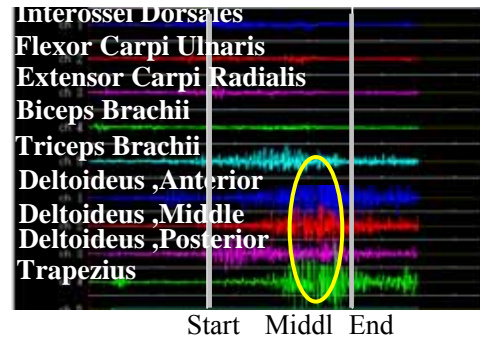 Interossei Dorsales
Flexor Carpi Ulnaris
Extensor Carpi Radialis
Biceps Brachii
Triceps Brachii
Deltoideus ,Anterior
Deltoideus ,Middle
Deltoideus ,Posterior
Trapezius
Start Middl End